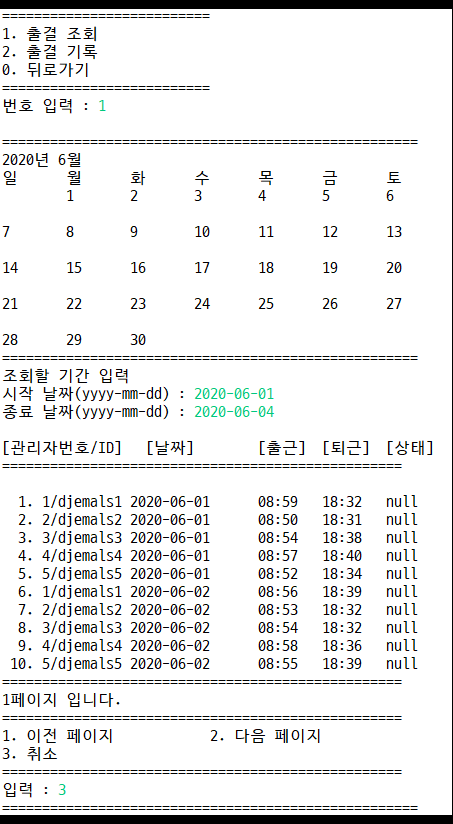 ==========================
1. 출결 조회
2. 출결 기록
0. 뒤로가기
==========================
번호 입력 : 1
====================================================
2020년 6월
일 월 화 수 목 금 토
1 2 3 4 5 6
7 8 9 10 11 12 13
14 15 16 17 18 19 20
21 22 23 24 25 26 27
28 29 30
====================================================
조회할 기간 입력
시작 날짜(yyyy-mm-dd) : 2020-06-01
종료 날짜(yyyy-mm-dd) : 2020-06-04
[관리자번호/ID] [날짜] [출근] [퇴근] [상태]
==================================================
1. 1/djemals1 2020-06-01 08:59 18:32 null
2. 2/djemals2 2020-06-01 08:50 18:31 null
3. 3/djemals3 2020-06-01 08:54 18:38 null
4. 4/djemals4 2020-06-01 08:57 18:40 null
5. 5/djemals5 2020-06-01 08:52 18:34 null
6. 1/djemals1 2020-06-02 08:56 18:39 null
7. 2/djemals2 2020-06-02 08:53 18:32 null
8. 3/djemals3 2020-06-02 08:54 18:32 null
9. 4/djemals4 2020-06-02 08:58 18:36 null
10. 5/djemals5 2020-06-02 08:55 18:39 null
==================================================
1페이지 입니다.
==================================================
1. 이전 페이지 2. 다음 페이지
3. 취소
==================================================
입력 : 3
====================================================